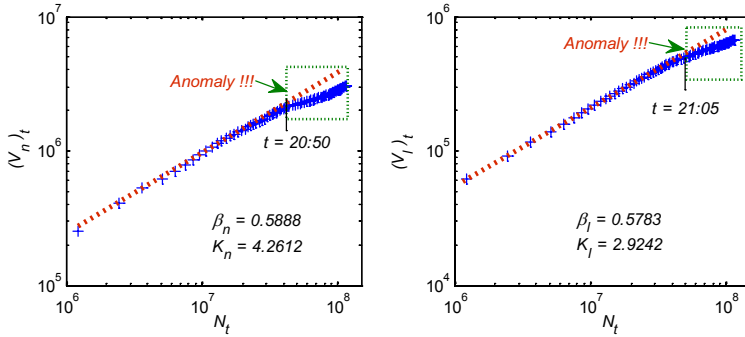 10^7
10^6
10^5
(V_n)_t
Anomaly !!!
t = 20:50
β_n = 0.5888
K_n = 4.2612
10^6 10^7 10^8
N_t
10^6
10^5
10^4
(V_l)_t
Anomaly !!!
t = 21:05
β_l = 0.5783
K_l = 2.9242
10^6 10^7 10^8
N_t